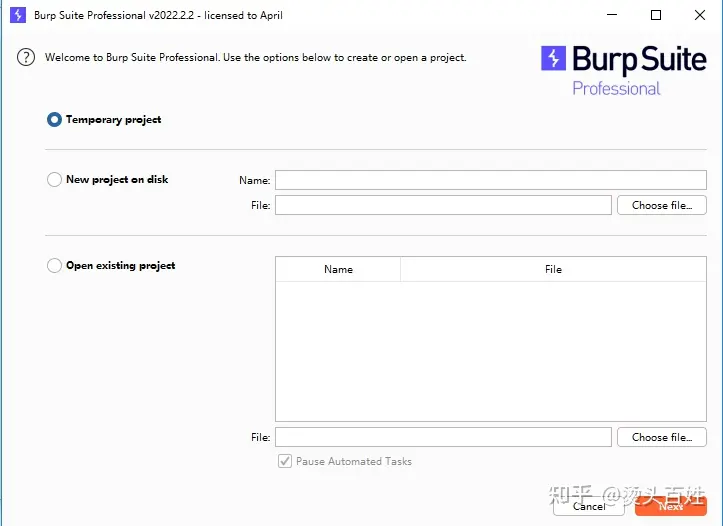 Burp Suite Professional v2022.2.2 - licensed to April
Welcome to Burp Suite Professional. Use the options below to create or open a project.
Burp Suite
Professional
Temporary project
New project on disk
Name:
File:
Choose file...
Open existing project
Name
File
File:
Choose file...
Pause Automated Tasks
知乎 @烫头百姓
Cancel
Next